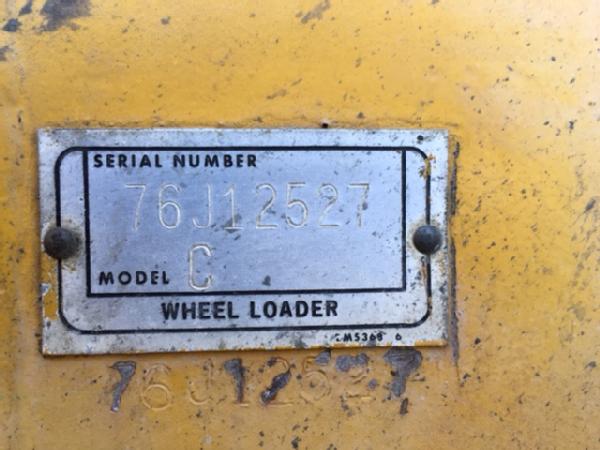 SERIAL NUMBER
76J12527
MODEL C
WHEEL LOADER
76J12527